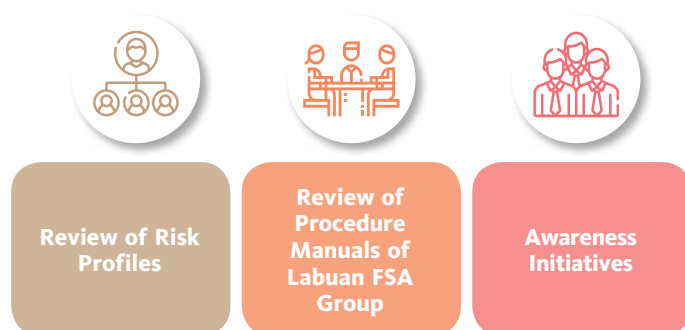 Review of Risk
Profiles
Review of
Procedure
Manuals of
Labuan FSA
Group
Awareness
Initiatives